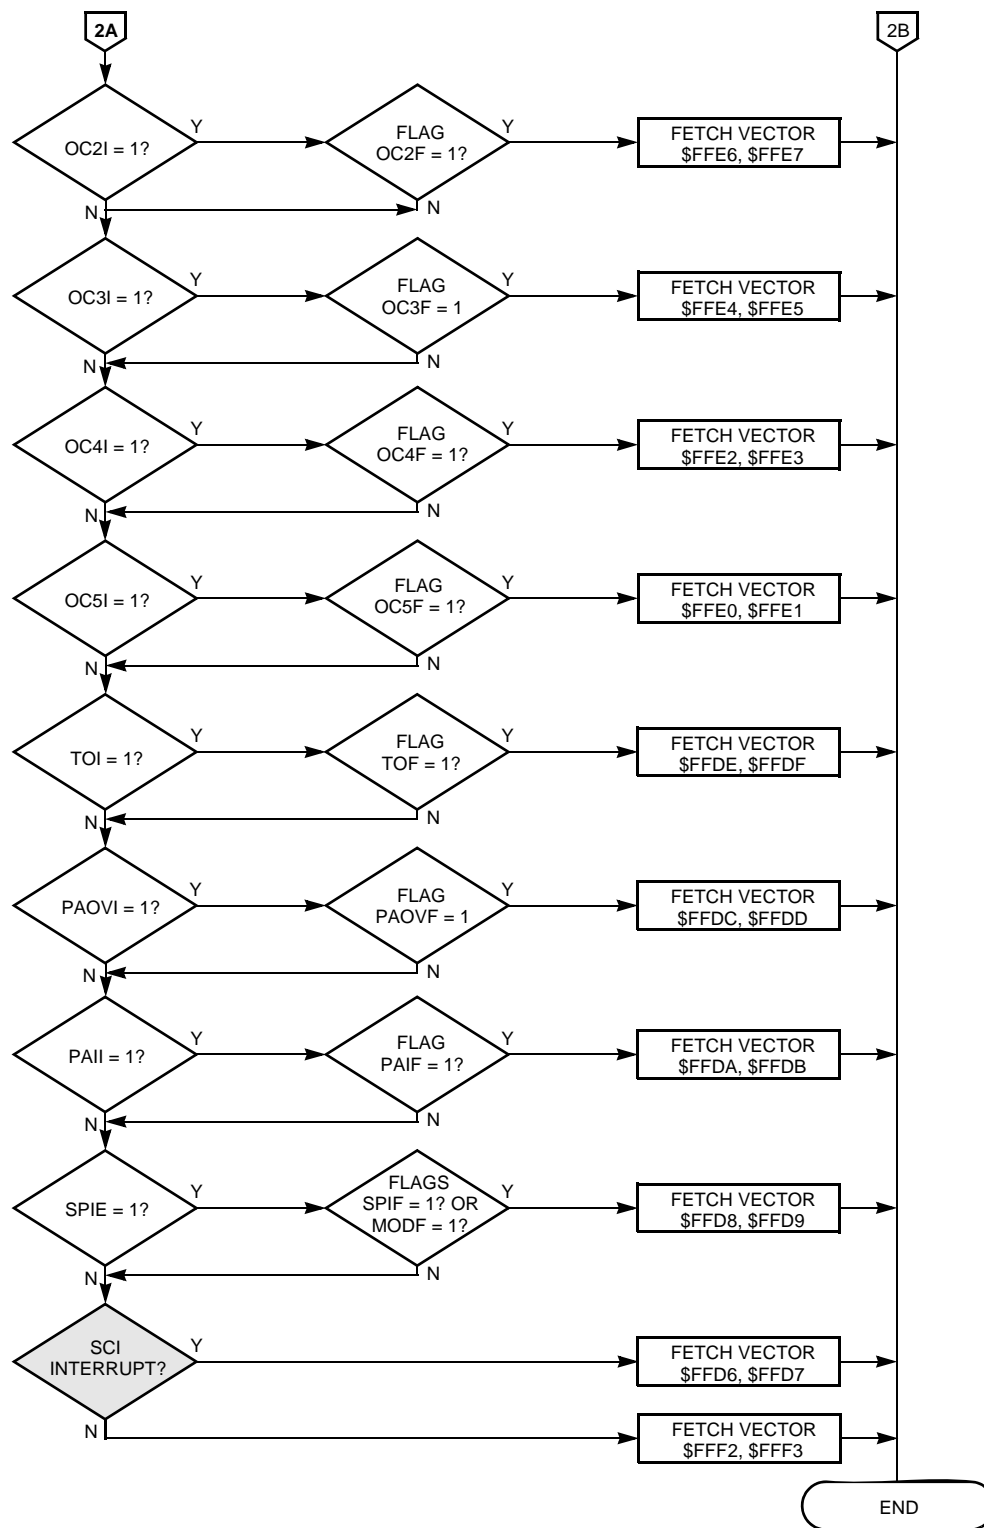 2A
2B
OC2I = 1?
Y
FLAG
OC2F = 1?
Y
FETCH VECTOR
$FFE6, $FFE7
N
N
OC3I = 1?
Y
FLAG
OC3F = 1
Y
FETCH VECTOR
$FFE4, $FFE5
N
N
OC4I = 1?
Y
FLAG
OC4F = 1?
Y
FETCH VECTOR
$FFE2, $FFE3
N
N
OC5I = 1?
Y
FLAG
OC5F = 1?
Y
FETCH VECTOR
$FFE0, $FFE1
N
N
TOI = 1?
Y
FLAG
TOF = 1?
Y
FETCH VECTOR
$FFDE, $FFDF
N
N
PAOVI = 1?
Y
FLAG
PAOVF = 1
Y
FETCH VECTOR
$FFDC, $FFDD
N
N
PAII = 1?
Y
FLAG
PAIF = 1?
Y
FETCH VECTOR
$FFDA, $FFDB
N
N
SPIE = 1?
Y
FLAGS
SPIF = 1? OR
MODF = 1?
Y
FETCH VECTOR
$FFD8, $FFD9
N
N
SCI
INTERRUPT?
Y
FETCH VECTOR
$FFD6, $FFD7
N
FETCH VECTOR
$FFF2, $FFF3
END